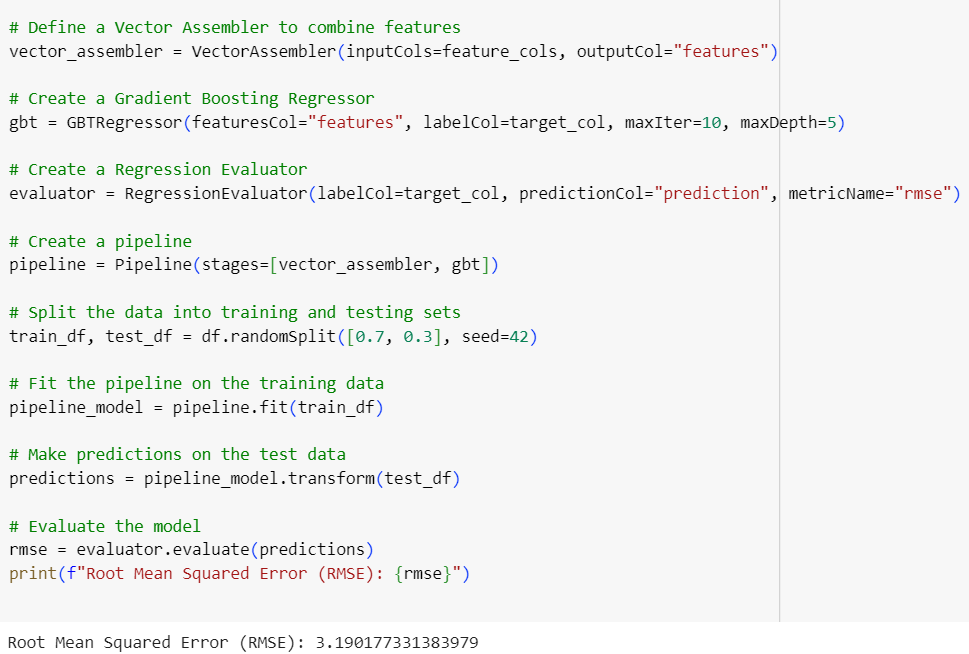 # Define a Vector Assembler to combine features
vector_assembler = VectorAssembler(inputCols=feature_cols, outputCol="features")
# Create a Gradient Boosting Regressor
gbt = GBTRegressor(featuresCol="features", labelCol=target_col, maxIter=10, maxDepth=5)
# Create a Regression Evaluator
evaluator = RegressionEvaluator(labelCol=target_col, predictionCol="prediction", metricName="rmse")
# Create a pipeline
pipeline = Pipeline(stages=[vector_assembler, gbt])
# Split the data into training and testing sets
train_df, test_df = df.randomSplit([0.7, 0.3], seed=42)
# Fit the pipeline on the training data
pipeline_model = pipeline.fit(train_df)
# Make predictions on the test data
predictions = pipeline_model.transform(test_df)
# Evaluate the model
rmse = evaluator.evaluate(predictions)
print(f"Root Mean Squared Error (RMSE): {rmse}")
Root Mean Squared Error (RMSE): 3.190177331383979